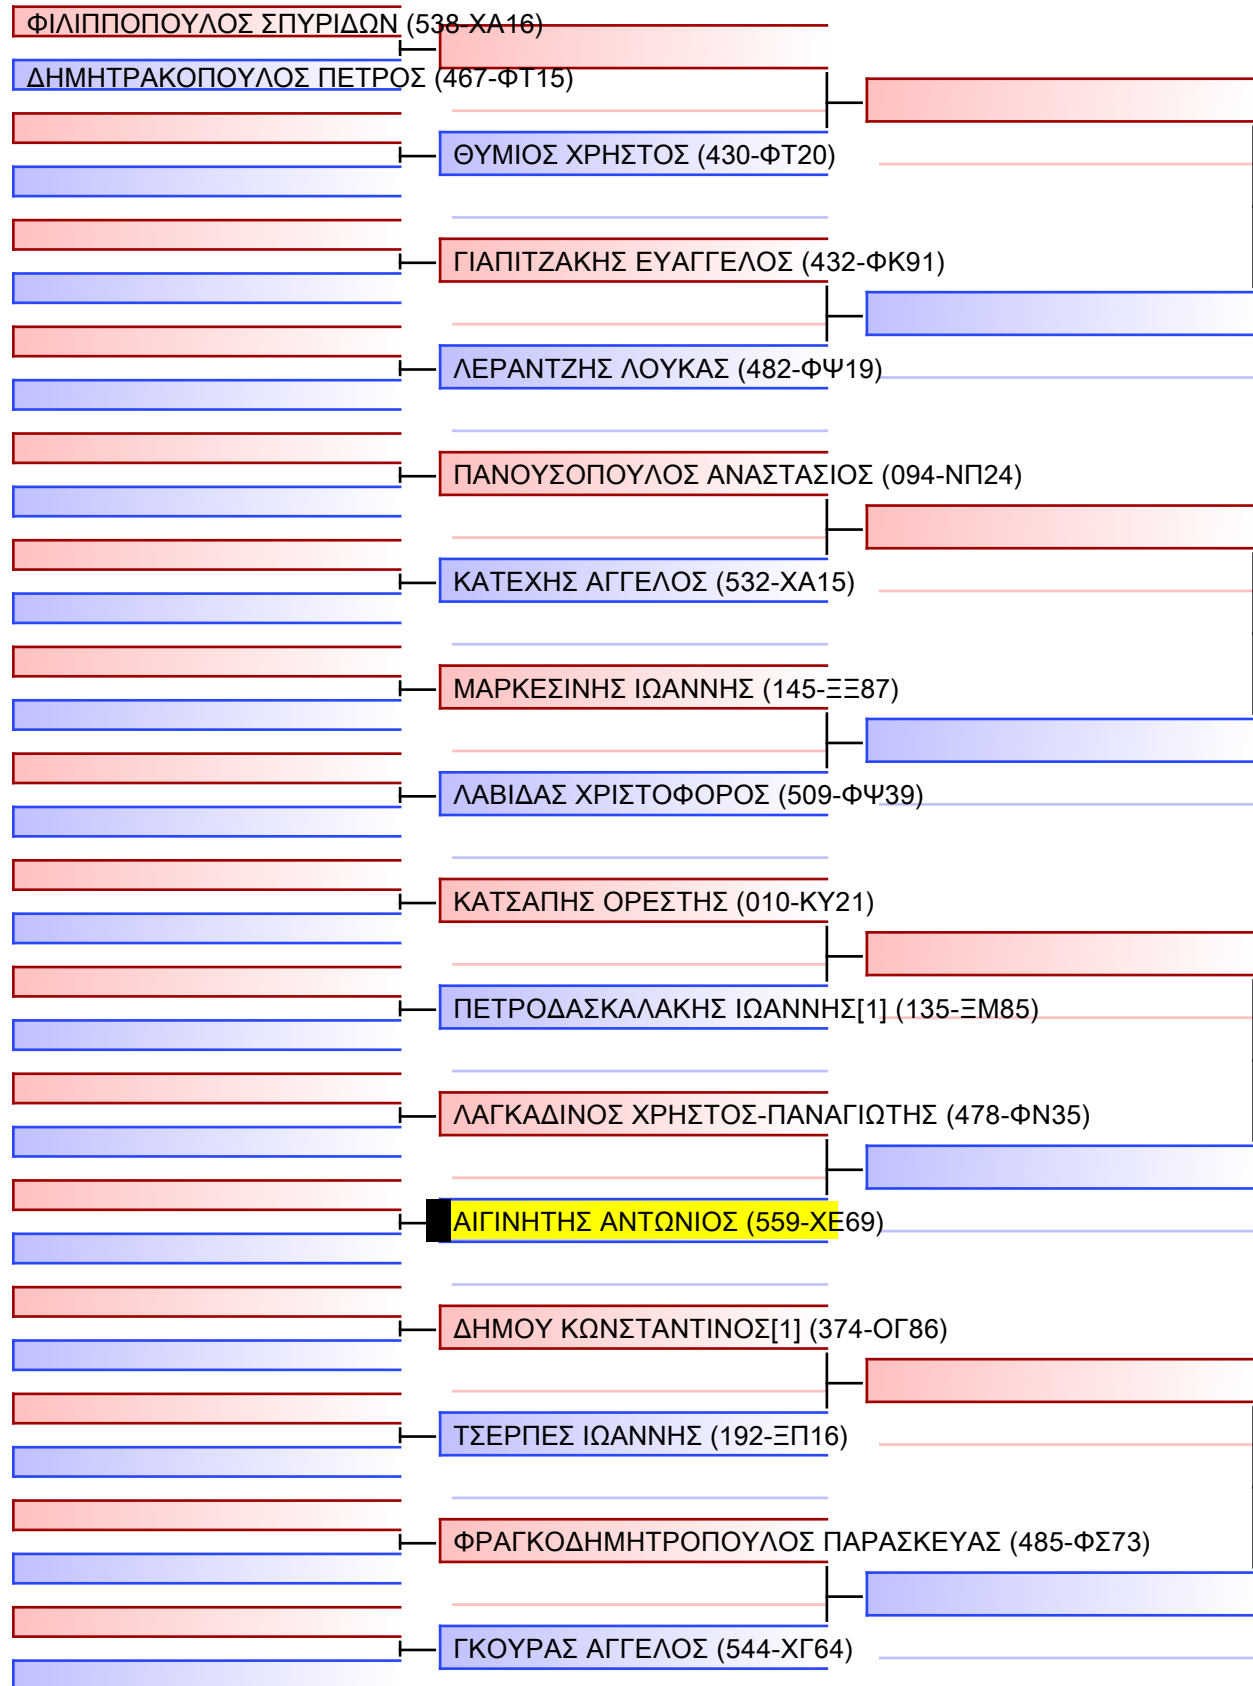 ΦΙΛΙΠΠΟΠΟΥΛΟΣ ΣΠΥΡΙΔΩΝ (538-ΧΑ16)
ΔΗΜΗΤΡΑΚΟΠΟΥΛΟΣ ΠΕΤΡΟΣ (467-ΦΤ15)
ΘΥΜΙΟΣ ΧΡΗΣΤΟΣ (430-ΦΤ20)
ΓΙΑΠΙΤΖΑΚΗΣ ΕΥΑΓΓΕΛΟΣ (432-ΦΚ91)
ΛΕΡΑΝΤΖΗΣ ΛΟΥΚΑΣ (482-ΦΨ19)
ΠΑΝΟΥΣΟΠΟΥΛΟΣ ΑΝΑΣΤΑΣΙΟΣ (094-ΝΠ24)
ΚΑΤΕΧΗΣ ΑΓΓΕΛΟΣ (532-ΧΑ15)
ΜΑΡΚΕΣΙΝΗΣ ΙΩΑΝΝΗΣ (145-ΞΞ87)
ΛΑΒΙΔΑΣ ΧΡΙΣΤΟΦΟΡΟΣ (509-ΦΨ39)
ΚΑΤΣΑΠΗΣ ΟΡΕΣΤΗΣ (010-ΚΥ21)
ΠΕΤΡΟΔΑΣΚΑΛΑΚΗΣ ΙΩΑΝΝΗΣ[1] (135-ΞΜ85)
ΛΑΓΚΑΔΙΝΟΣ ΧΡΗΣΤΟΣ-ΠΑΝΑΓΙΩΤΗΣ (478-ΦΝ35)
ΑΙΓΙΝΗΤΗΣ ΑΝΤΩΝΙΟΣ (559-ΧΕ69)
ΔΗΜΟΥ ΚΩΝΣΤΑΝΤΙΝΟΣ[1] (374-ΟΓ86)
ΤΣΕΡΠΕΣ ΙΩΑΝΝΗΣ (192-ΞΠ16)
ΦΡΑΓΚΟΔΗΜΗΤΡΟΠΟΥΛΟΣ ΠΑΡΑΣΚΕΥΑΣ (485-ΦΣ73)
ΓΚΟΥΡΑΣ ΑΓΓΕΛΟΣ (544-ΧΓ64)